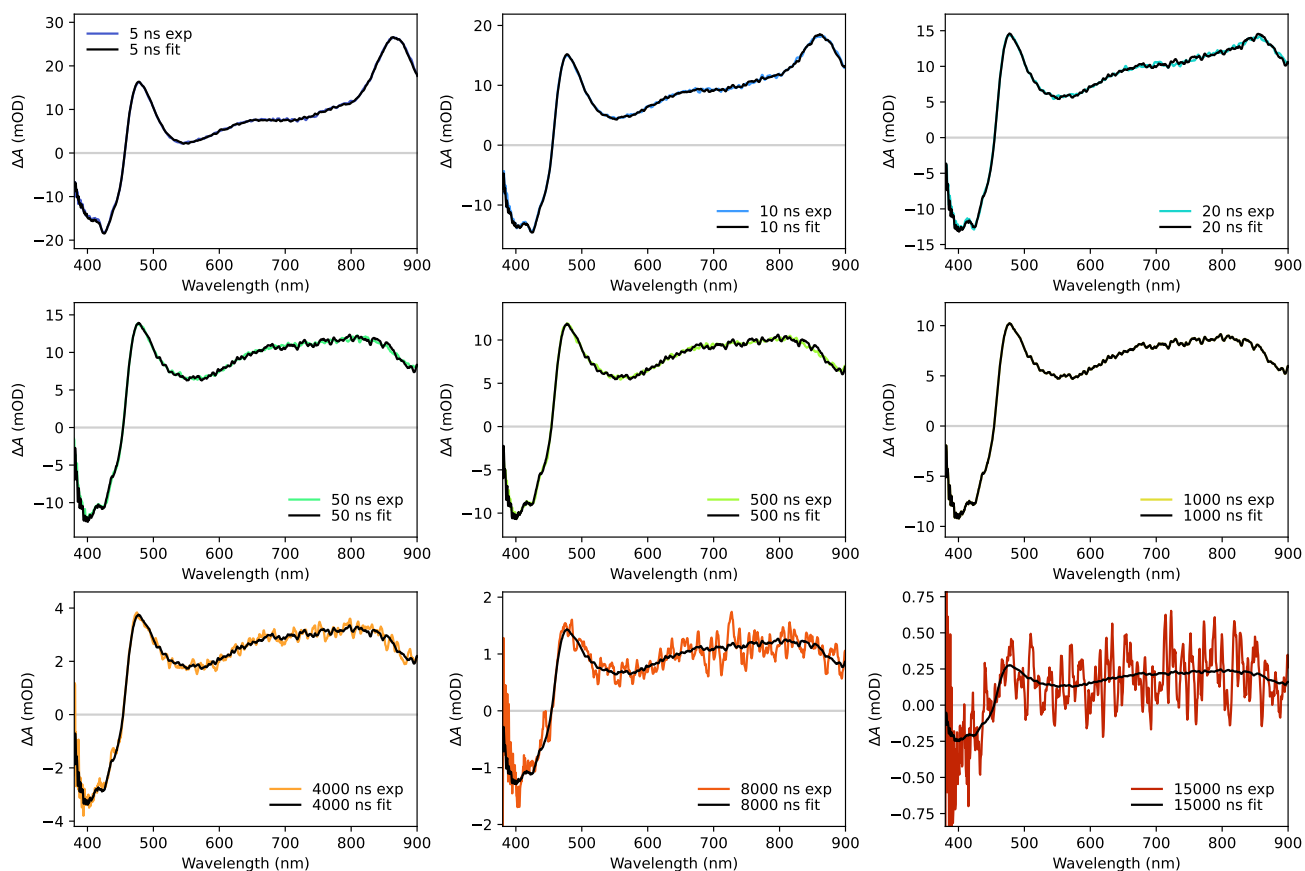 30
20
10
0
−10
−20
400
500
600
700
800
900
Wavelength (nm)
ΔA (mOD)
5 ns exp
5 ns fit
20
10
0
−10
400
500
600
700
800
900
Wavelength (nm)
ΔA (mOD)
10 ns exp
10 ns fit
15
10
5
0
−5
−10
−15
400
500
600
700
800
900
Wavelength (nm)
ΔA (mOD)
20 ns exp
20 ns fit
15
10
5
0
−5
−10
400
500
600
700
800
900
Wavelength (nm)
ΔA (mOD)
50 ns exp
50 ns fit
10
5
0
−5
−10
400
500
600
700
800
900
Wavelength (nm)
ΔA (mOD)
500 ns exp
500 ns fit
10
5
0
−5
−10
400
500
600
700
800
900
Wavelength (nm)
ΔA (mOD)
1000 ns exp
1000 ns fit
4
2
0
−2
−4
400
500
600
700
800
900
Wavelength (nm)
ΔA (mOD)
4000 ns exp
4000 ns fit
2
1
0
−1
−2
400
500
600
700
800
900
Wavelength (nm)
ΔA (mOD)
8000 ns exp
8000 ns fit
0.75
0.50
0.25
0.00
−0.25
−0.50
−0.75
400
500
600
700
800
900
Wavelength (nm)
ΔA (mOD)
15000 ns exp
15000 ns fit